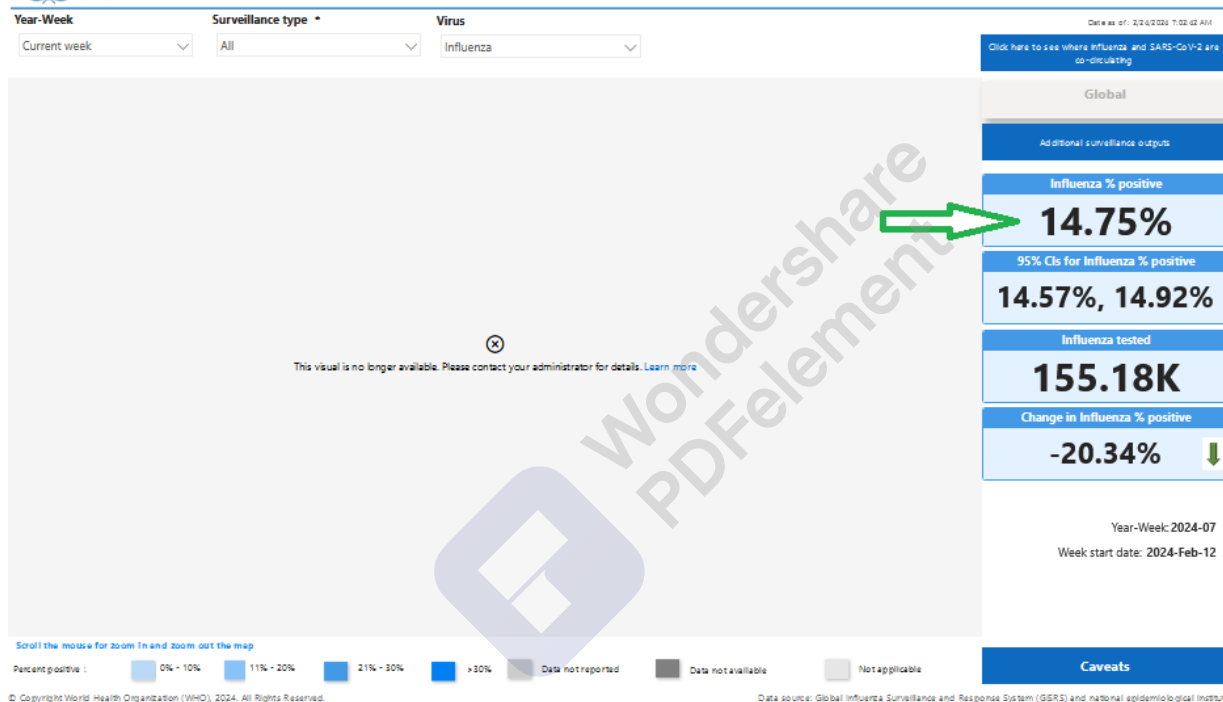 Year-Week
Surveillance type *
Virus
Date as of: 2/24/2024 7:02:42 AM
Current week
All
Influenza
Click here to see where influenza and SARS-CoV-2 are
co-circulating
Global
Additional surveillance outputs
Influenza % positive
14.75%
95% CIs for Influenza % positive
14.57%, 14.92%
Influenza tested
155.18K
Change in Influenza % positive
-20.34%
This visual is no longer available. Please contact your administrator for details. Learn more
Wondershare
PDFelement
Year-Week: 2024-07
Week start date: 2024-Feb-12
Scroll the mouse for zoom in and zoom out the map
Percent positive :
0% - 10%
11% - 20%
21% - 30%
>30%
Data not reported
Data not available
Not applicable
Caveats
© Copyright World Health Organization (WHO), 2024. All Rights Reserved.
Data source: Global Influenza Surveillance and Response System (GISRS) and national epidemiological Institu